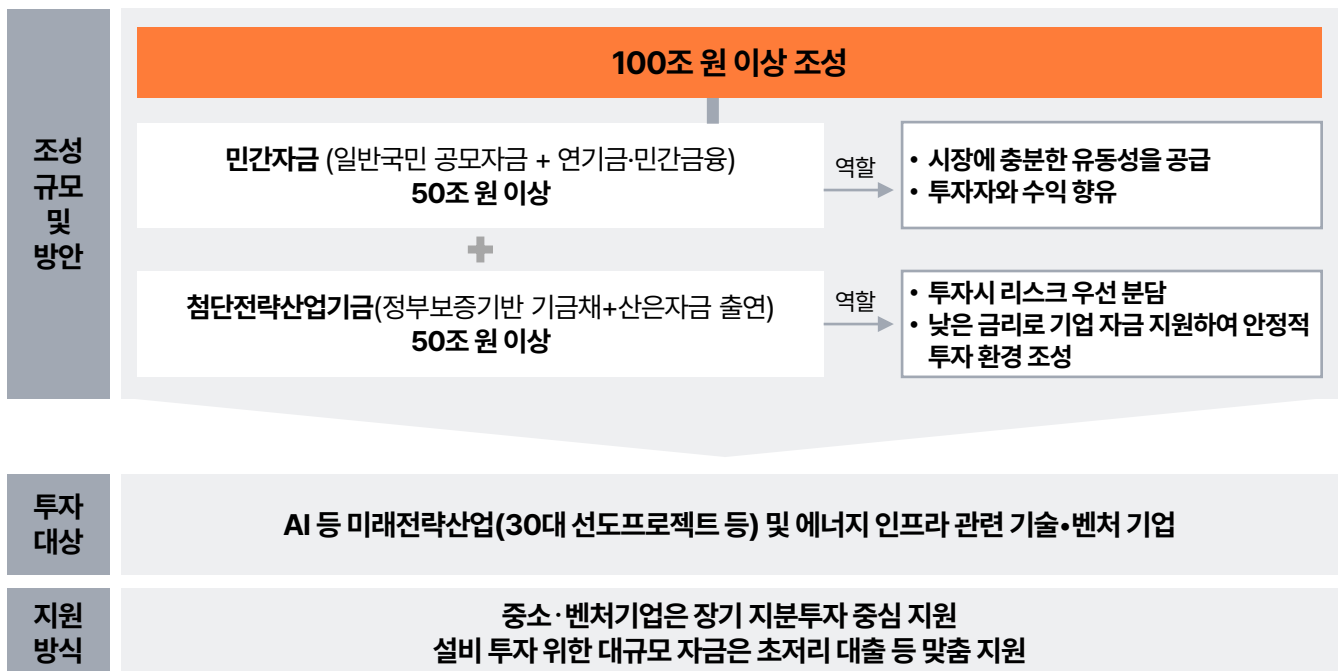 100조 원 이상 조성
조성
규모
및
방안
민간자금 (일반국민 공모자금 + 연기금·민간금융)
50조 원 이상
역할
• 시장에 충분한 유동성을 공급
• 투자자와 수익 향유
첨단전략산업기금(정부보증기반 기금채+산은자금 출연)
50조 원 이상
역할
• 투자시 리스크 우선 분담
• 낮은 금리로 기업 자금 지원하여 안정적
투자 환경 조성
투자
대상
AI 등 미래전략산업(30대 선도프로젝트 등) 및 에너지 인프라 관련 기술•벤처 기업
지원
방식
중소·벤처기업은 장기 지분투자 중심 지원
설비 투자 위한 대규모 자금은 초저리 대출 등 맞춤 지원